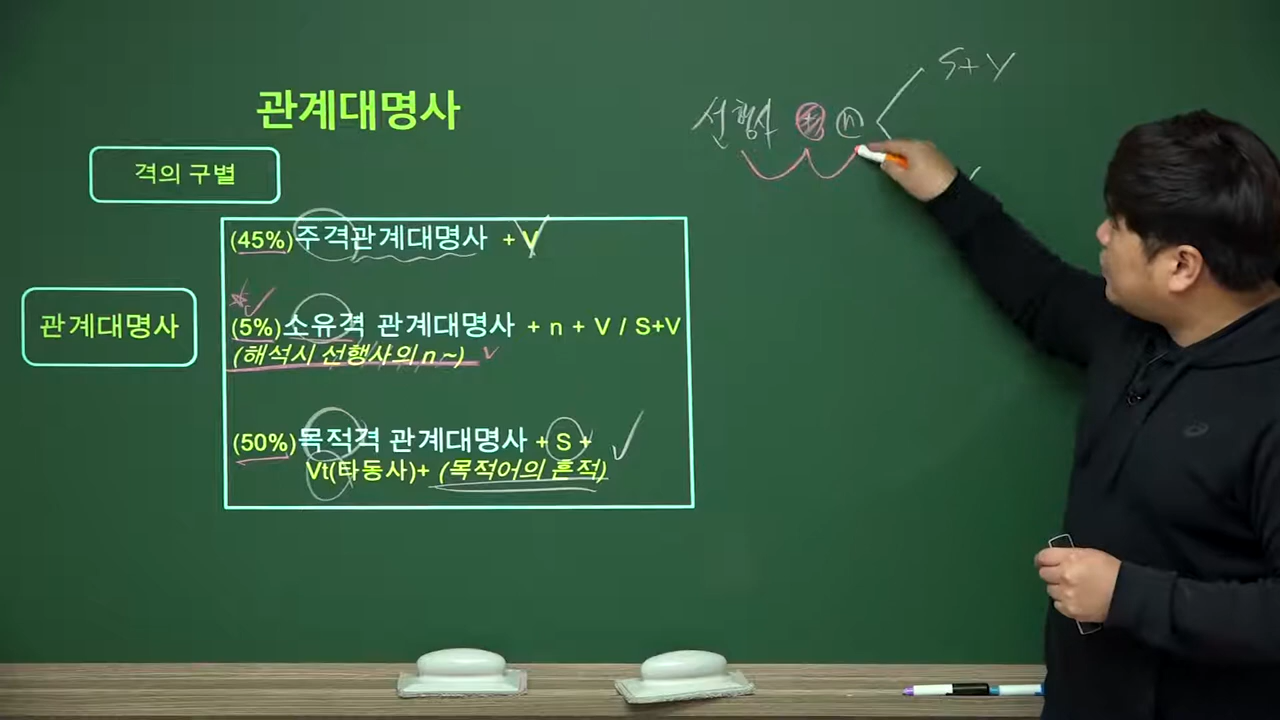 관계대명사
격의 구별
관계대명사
(45%)주격관계대명사 + V
(5%)소유격 관계대명사 + n + V / S+V
(해석시 선행사의 n ~)
(50%)목적격 관계대명사 + S +
Vt(타동사)+ (목적어의 흔적)
선행사 n
S+V